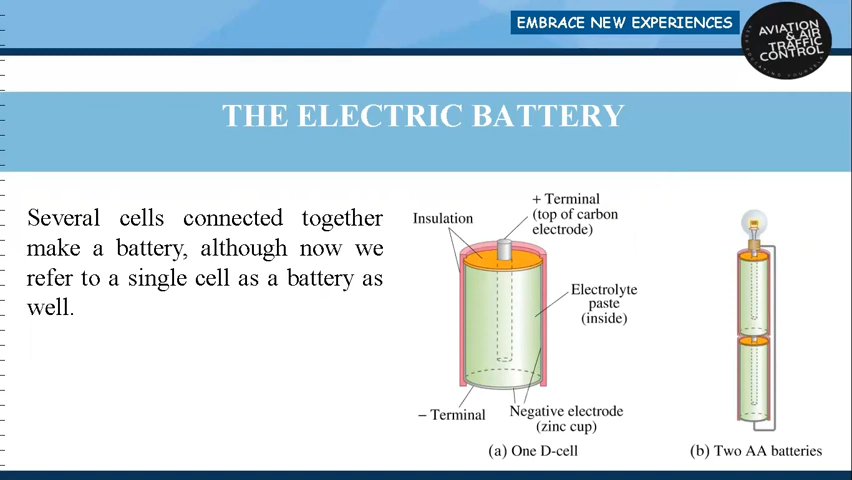 EMBRACE NEW EXPERIENCES
AVIATION
& AIR
TRAFFIC
CONTROL
THE ELECTRIC BATTERY
Several cells connected together
make a battery, although now we
refer to a single cell as a battery as
well.
Insulation
+ Terminal
(top of carbon
electrode)
Electrolyte
paste
(inside)
− Terminal
Negative electrode
(zinc cup)
(a) One D-cell
(b) Two AA batteries